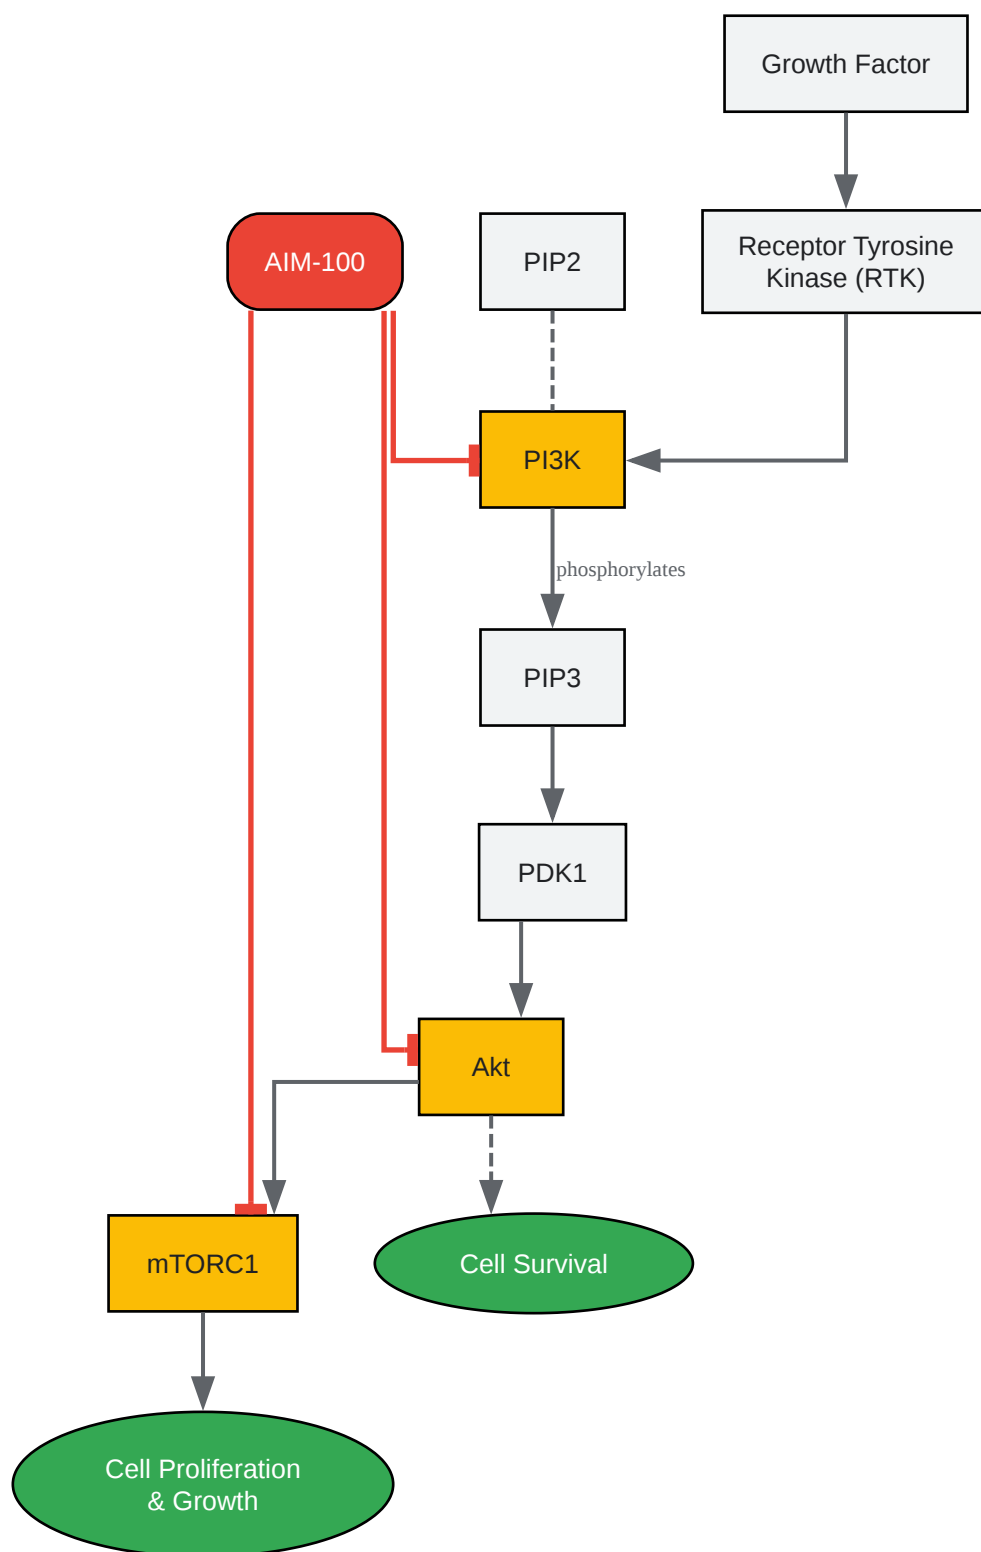 Growth Factor
AIM-100
PIP2
Receptor Tyrosine
Kinase (RTK)
PI3K
phosphorylates
PIP3
PDK1
Akt
mTORC1
Cell Survival
Cell Proliferation
& Growth